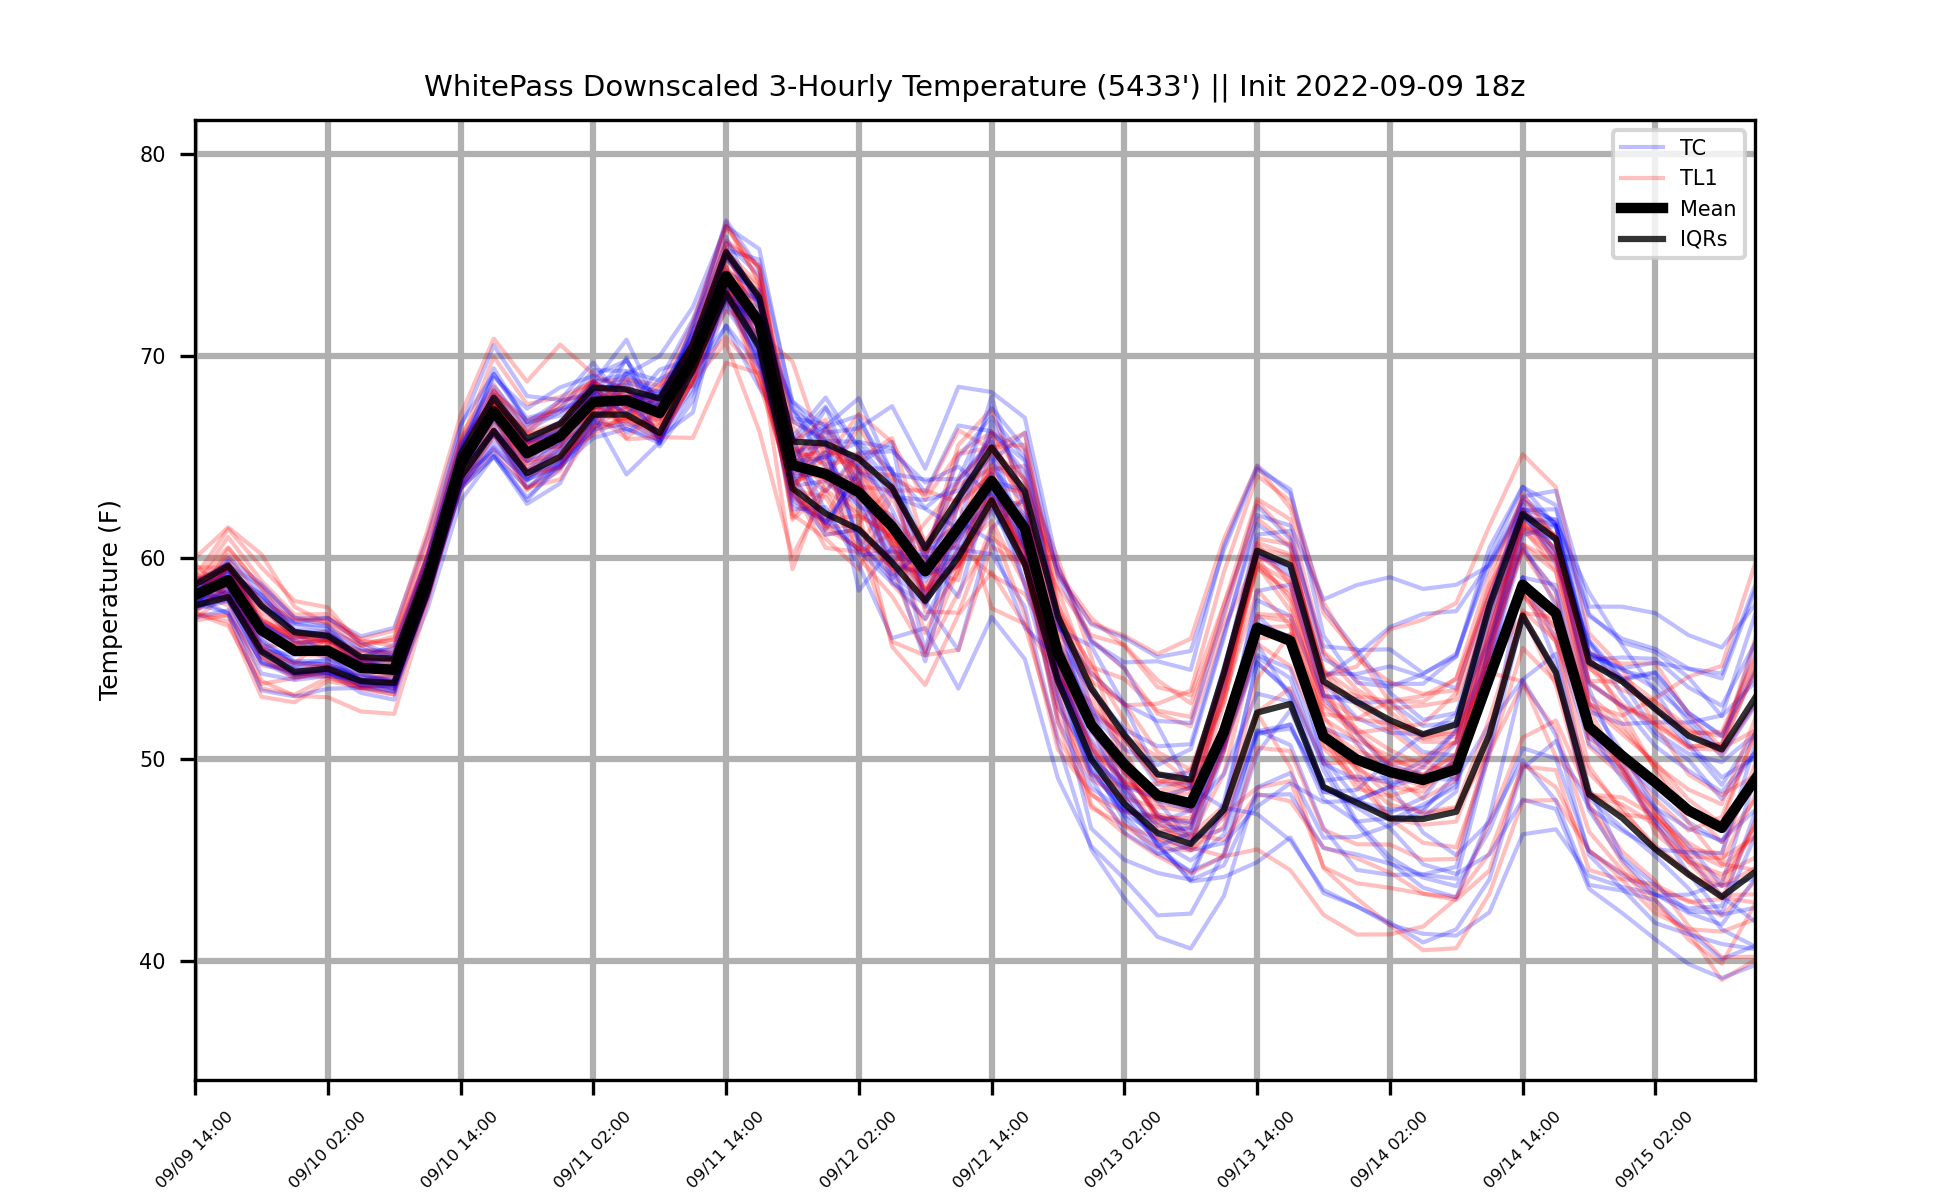 WhitePass Downscaled 3-Hourly Temperature (5433') || Init 2022-09-09 18z
TC
TL1
Mean
IQRs
Temperature (F)
80
70
60
50
40
09/09 14:00
09/10 02:00
09/10 14:00
09/11 02:00
09/11 14:00
09/12 02:00
09/12 14:00
09/13 02:00
09/13 14:00
09/14 02:00
09/14 14:00
09/15 02:00